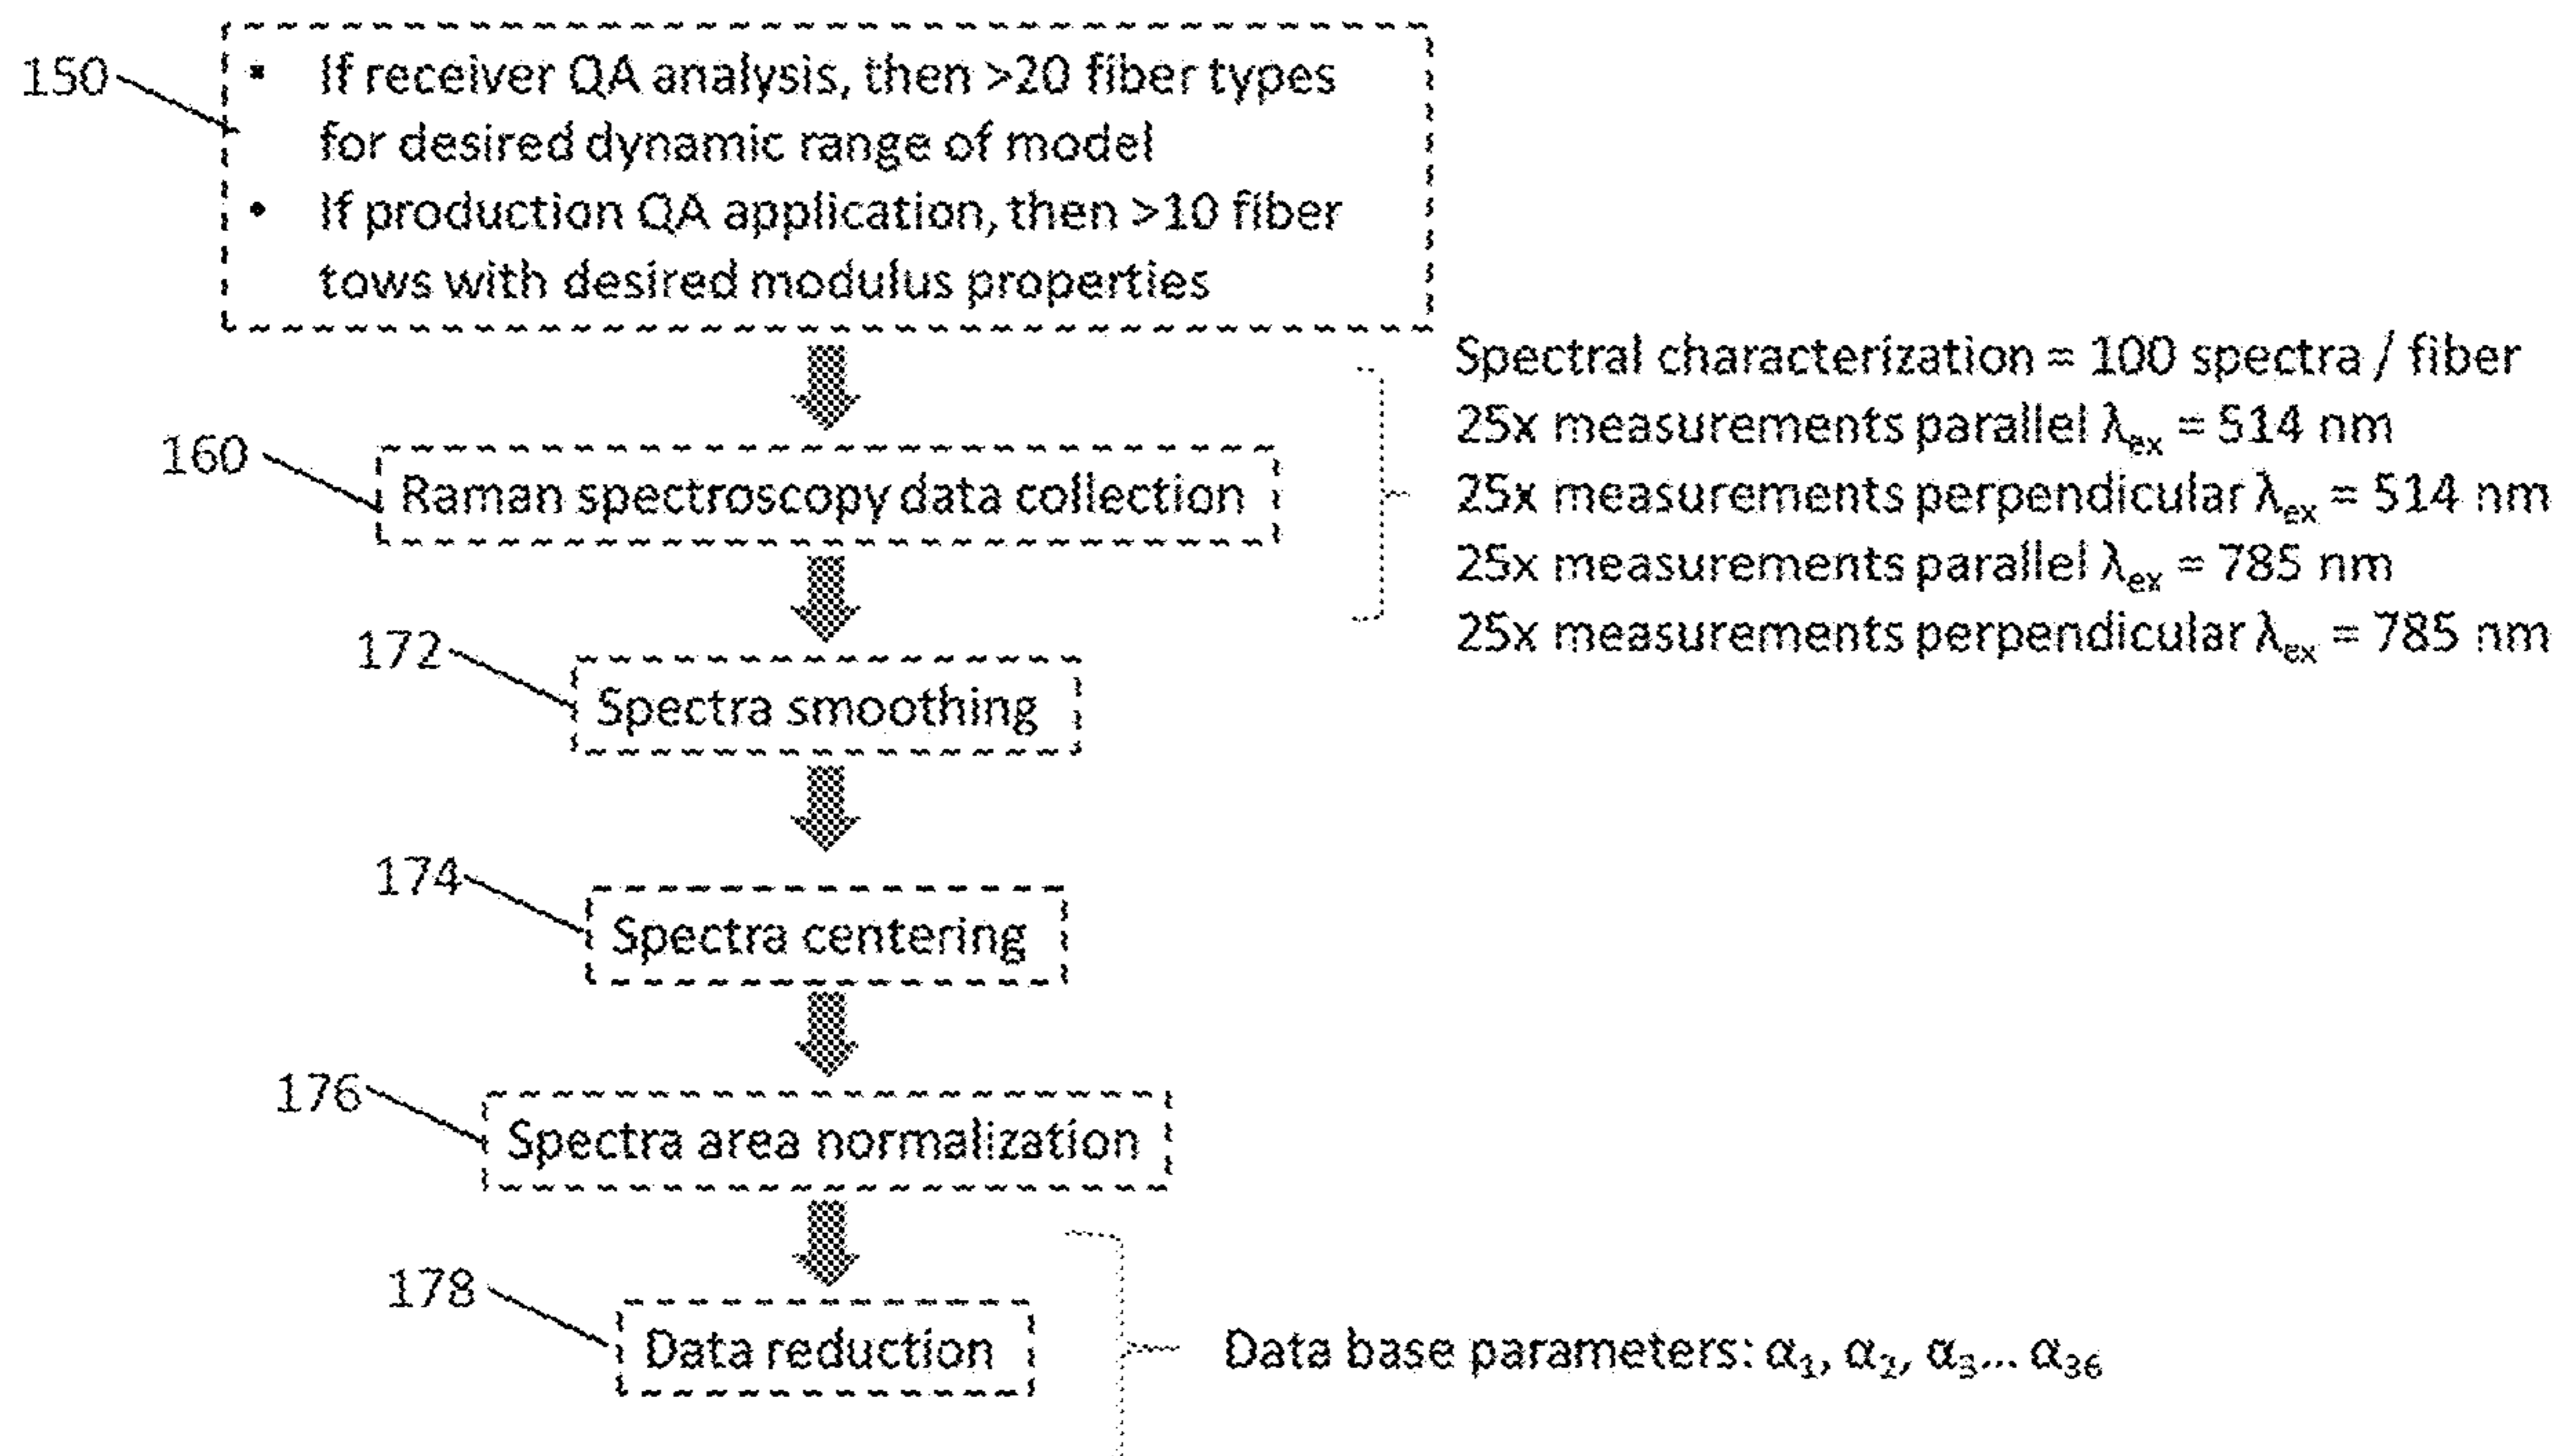 150
▪ If receiver QA analysis, then >20 fiber types
for desired dynamic range of model
• If production QA application, then >10 fiber
tows with desired modulus properties
Spectral characterization = 100 spectra / fiber
25x measurements parallel λex = 514 nm
25x measurements perpendicular λex = 514 nm
25x measurements parallel λex = 785 nm
25x measurements perpendicular λex = 785 nm
160
Raman spectroscopy data collection
172
Spectra smoothing
174
Spectra centering
176
Spectra area normalization
178
Data reduction
Data base parameters: α1, α2, α3... α36